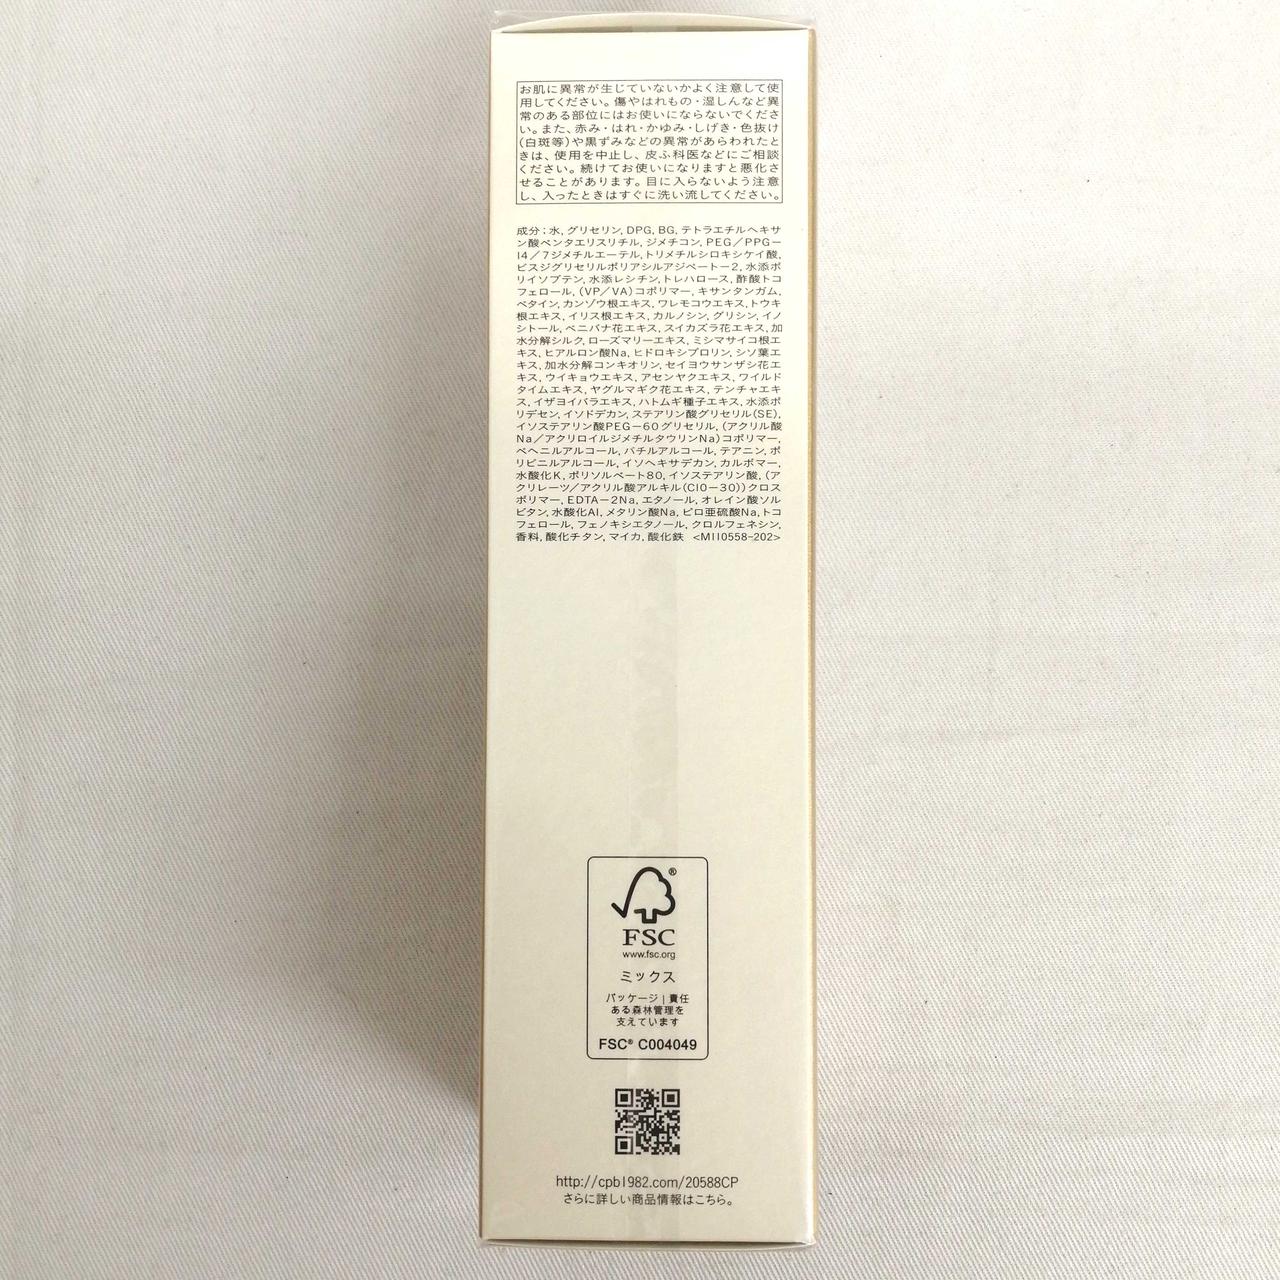 お肌に異常が生じていないかよく注意して使
用してください。傷やはれもの・湿しんなど異
常のある部位にはお使いにならないでくださ
い。また、赤み・はれ・かゆみ・しげき・色抜け
(白斑等)や黒ずみなどの異常があらわれたと
きは、使用を中止し、皮ふ科医などにご相談
ください。続けてお使いになりますと悪化さ
せることがあります。目に入らないよう注意
し、入ったときはすぐに洗い流してください。
成分:水, グリセリン, DPG, BG, テトラエチルヘキサ
ン酸ペンタエリスリチル, ジメチコン, PEG/PPG-
14/7ジメチルエーテル, トリメチルシロキシケイ酸,
ビスジグリセリルポリアシルアジペート-2, 水添ポ
リイソブテン, 水添レシチン, トレハロース, 酢酸トコ
フェロール, (VP/VA)コポリマー, キサンタンガム,
ベタイン, カンゾウ根エキス, ワレモコウエキス, トウキ
根エキス, イリス根エキス, カルノシン, グリシン, イノ
シトール, ベニバナ花エキス, スイカズラ花エキス, 加
水分解シルク, ローズマリーエキス, ミシマサイコ根エ
キス, ヒアルロン酸Na, ヒドロキシプロリン, シソ葉エ
キス, 加水分解コンキオリン, セイヨウサンザシ花エ
キス, ウイキョウエキス, アセンヤクエキス, ワイルド
タイムエキス, ヤグルマギク花エキス, テンチャエキ
ス, イザヨイバラエキス, ハトムギ種子エキス, 水添ポ
リデセン, イソドデカン, ステアリン酸グリセリル(SE),
イソステアリン酸PEG-60グリセリル, (アクリル酸
Na/アクリロイルジメチルタウリンNa)コポリマー,
ベヘニルアルコール, バチルアルコール, テアニン, ポ
リビニルアルコール, イソヘキサデカン, カルボマー,
水酸化K, ポリソルベート80, イソステアリン酸, (ア
クリレーツ/アクリル酸アルキル(C10-30))クロス
ポリマー, EDTA-2Na, エタノール, オレイン酸ソル
ビタン, 水酸化Al, メタリン酸Na, ピロ亜硫酸Na, トコ
フェロール, フェノキシエタノール, クロルフェネシン,
香料, 酸化チタン, マイカ, 酸化鉄 <M110558-202>
®
FSC
www.fsc.org
ミックス
パッケージ | 責任
ある森林管理を
支えています
FSC® C004049
http://cpb1982.com/20588CP
さらに詳しい商品情報はこちら。